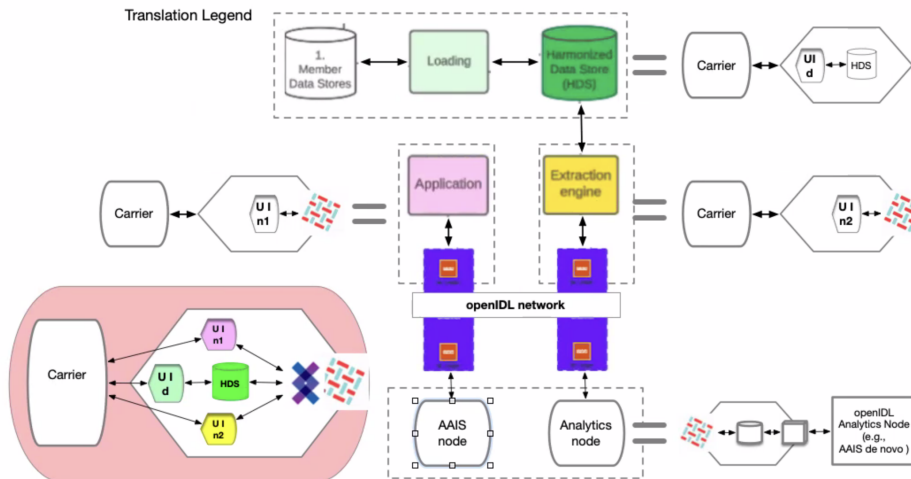 Translation Legend
1.
Member
Data Stores
Loading
Harmonized
Data Store
(HDS)
Carrier
UI
d
HDS
Carrier
U I
n1
Application
Extraction
engine
Carrier
U I
n2
openIDL network
Carrier
U I
n1
U I
d
HDS
U I
n2
AAIS
node
Analytics
node
openIDL
Analytics Node
(e.g.,
AAIS de novo )